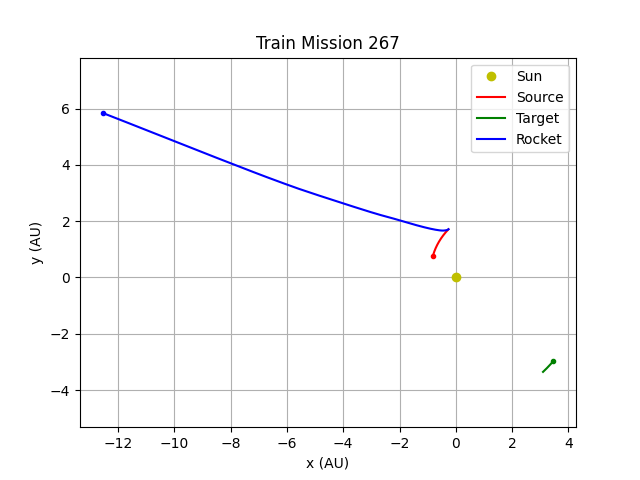 Train Mission 267
Sun
Source
Target
Rocket
6
4
2
0
−2
−4
y (AU)
−12
−10
−8
−6
−4
−2
0
2
4
x (AU)